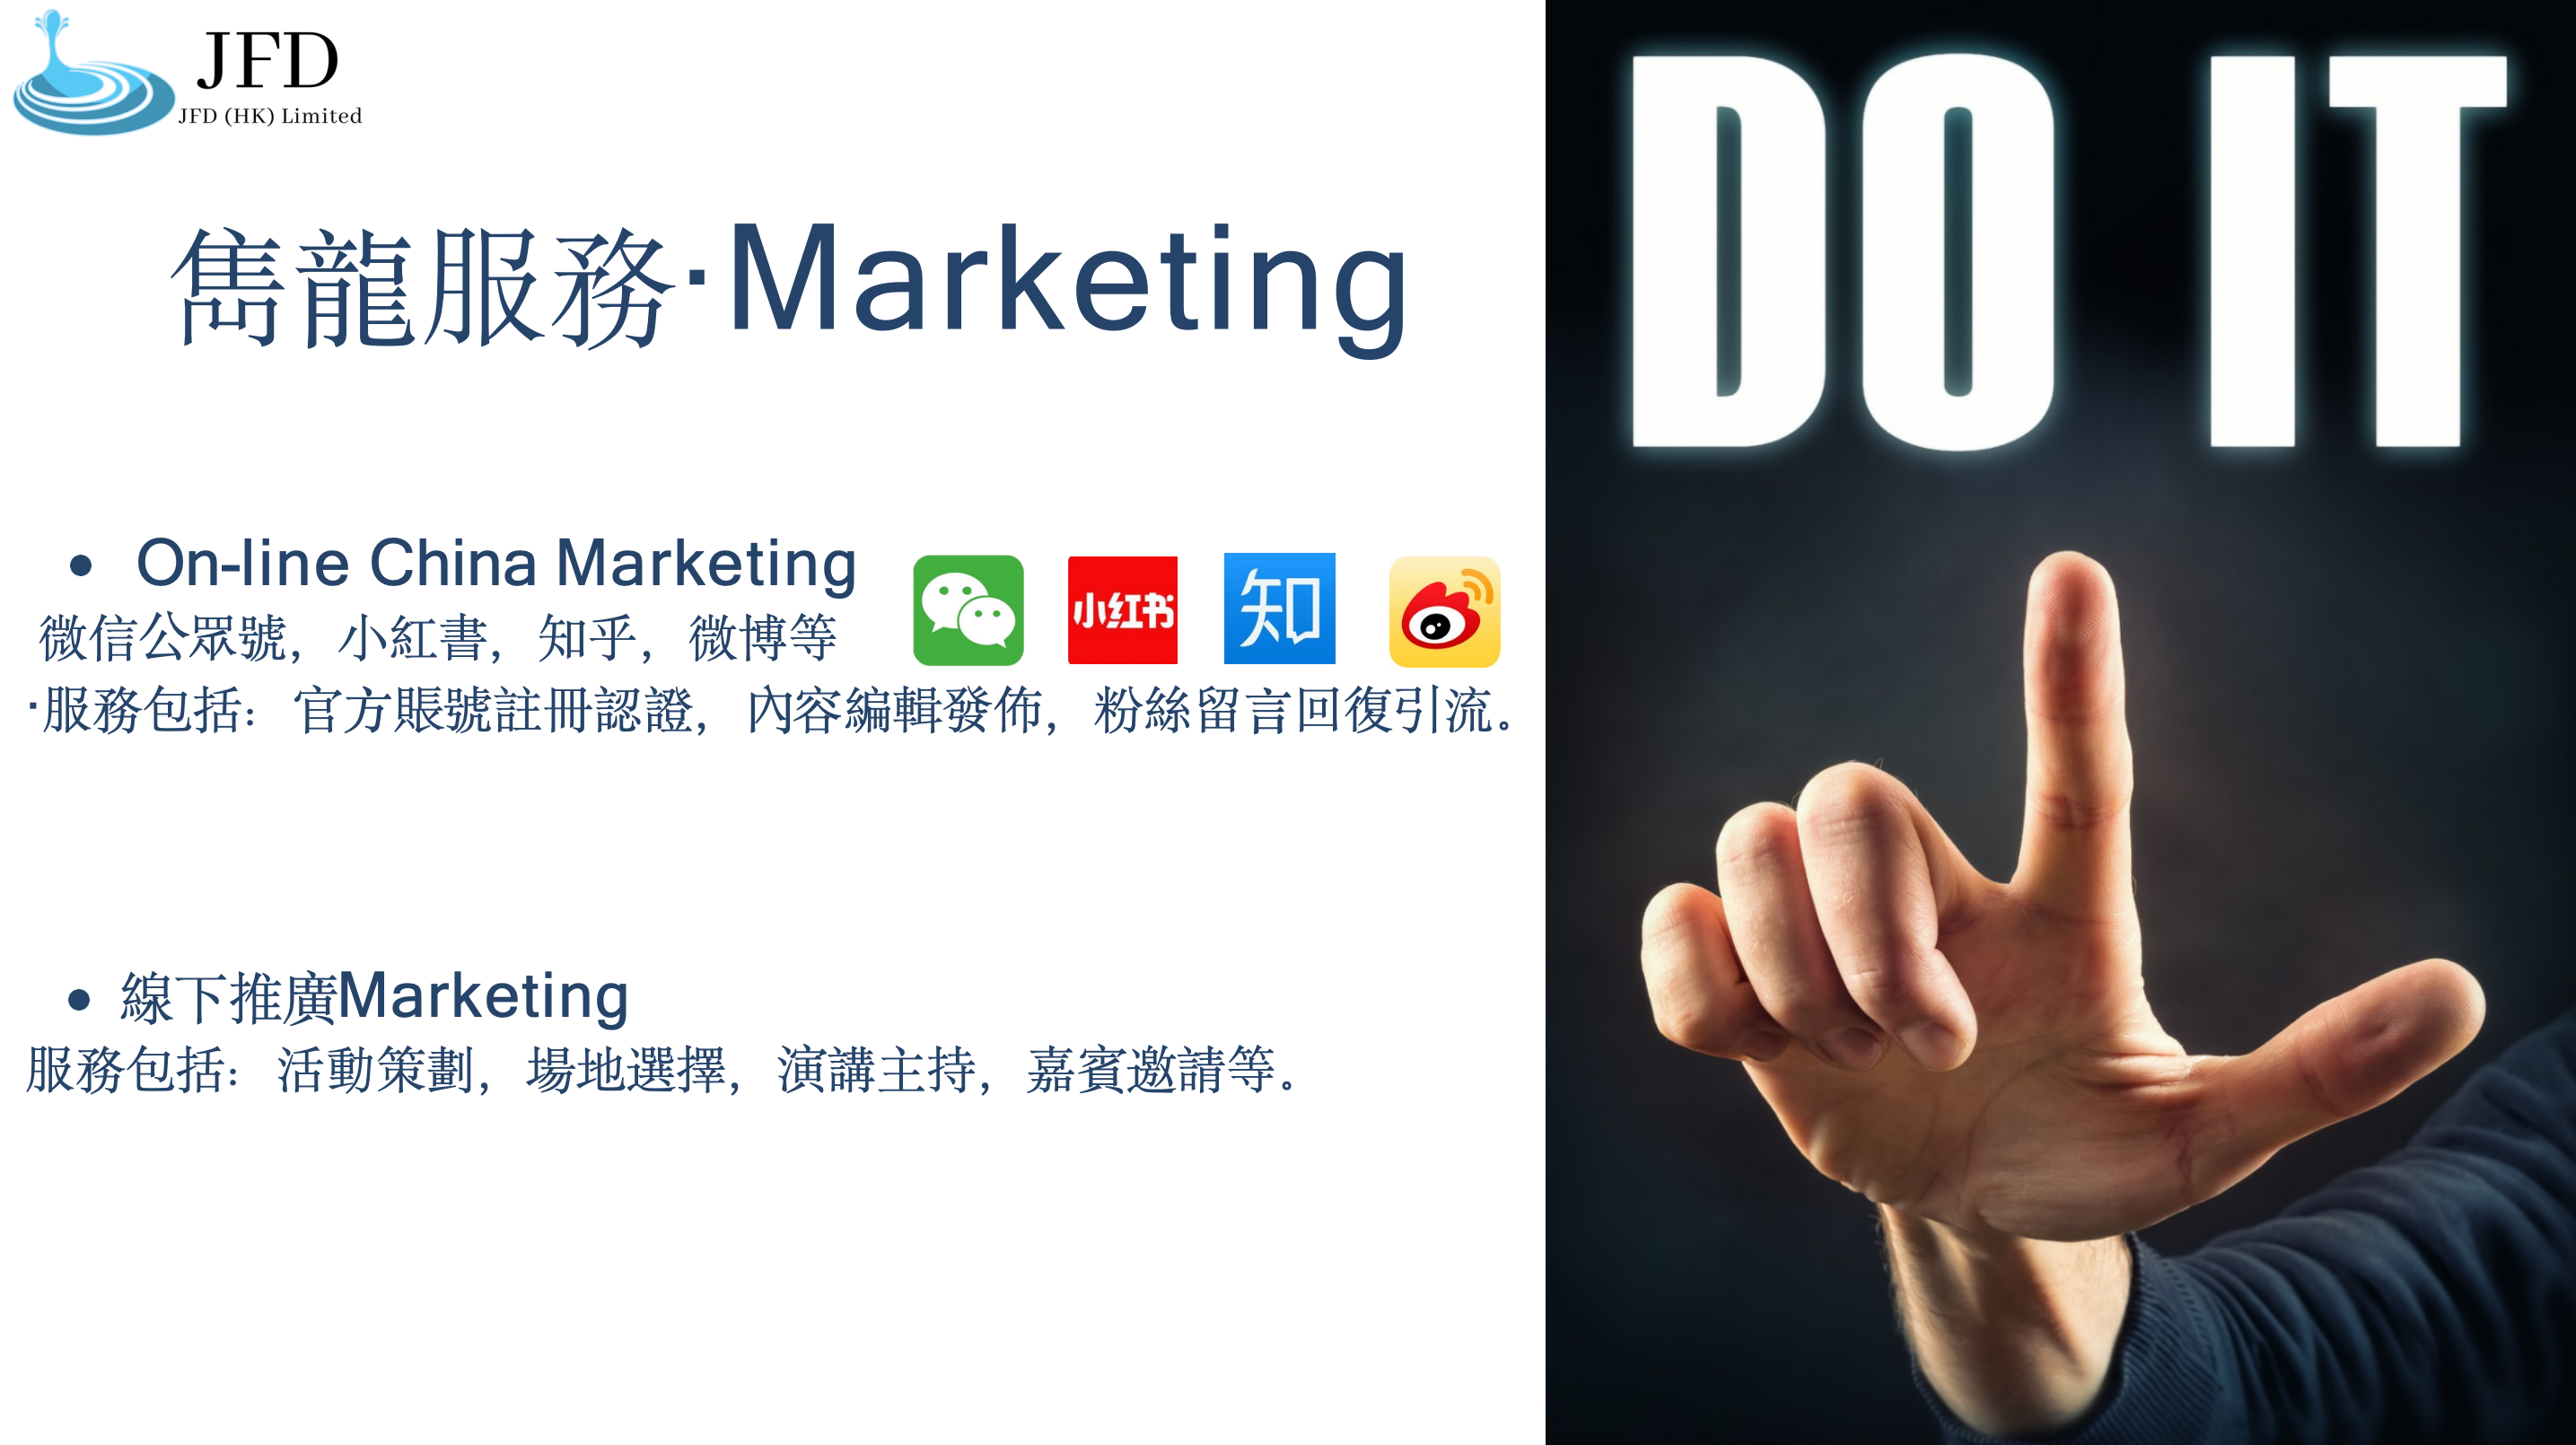 JFD
JFD (HK) Limited
雋龍服務·Marketing
• On-line China Marketing
微信公眾號，小紅書，知乎，微博等
小红书
知
·服務包括：官方賬號註冊認證，內容編輯發佈，粉絲留言回復引流。
• 線下推廣Marketing
服務包括：活動策劃，場地選擇，演講主持，嘉賓邀請等。
DO IT